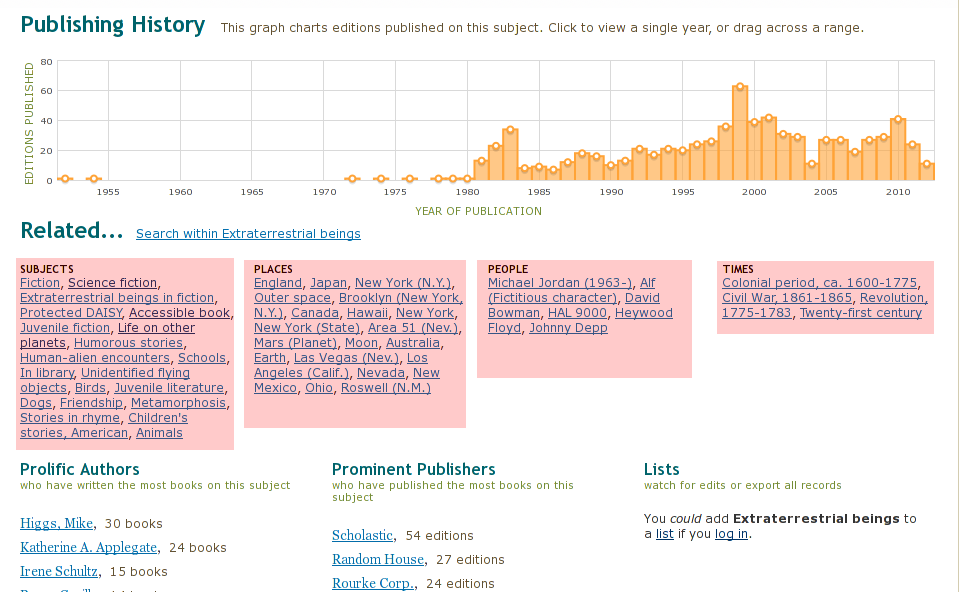 Publishing History This graph charts editions published on this subject. Click to view a single year, or drag across a range.
EDITIONS PUBLISHED
80
60
40
20
0
1955 1960 1965 1970 1975 1980 1985 1990 1995 2000 2005 2010
YEAR OF PUBLICATION
Related... Search within Extraterrestrial beings
SUBJECTS
Fiction, Science fiction,
Extraterrestrial beings in fiction,
Protected DAISY, Accessible book,
Juvenile fiction, Life on other
planets, Humorous stories,
Human-alien encounters, Schools,
In library, Unidentified flying
objects, Birds, Juvenile literature,
Dogs, Friendship, Metamorphosis,
Stories in rhyme, Children's
stories, American, Animals
PLACES
England, Japan, New York (N.Y.),
Outer space, Brooklyn (New York,
N.Y.), Canada, Hawaii, New York,
New York (State), Area 51 (Nev.),
Mars (Planet), Moon, Australia,
Earth, Las Vegas (Nev.), Los
Angeles (Calif.), Nevada, New
Mexico, Ohio, Roswell (N.M.)
PEOPLE
Michael Jordan (1963-), Alf
(Fictitious character), David
Bowman, HAL 9000, Heywood
Floyd, Johnny Depp
TIMES
Colonial period, ca. 1600-1775,
Civil War, 1861-1865, Revolution,
1775-1783, Twenty-first century
Prolific Authors
who have written the most books on this subject
Higgs, Mike, 30 books
Katherine A. Applegate, 24 books
Irene Schultz, 15 books
Prominent Publishers
who have published the most books on this
subject
Scholastic, 54 editions
Random House, 27 editions
Rourke Corp., 24 editions
Lists
watch for edits or export all records
You could add Extraterrestrial beings to
a list if you log in.